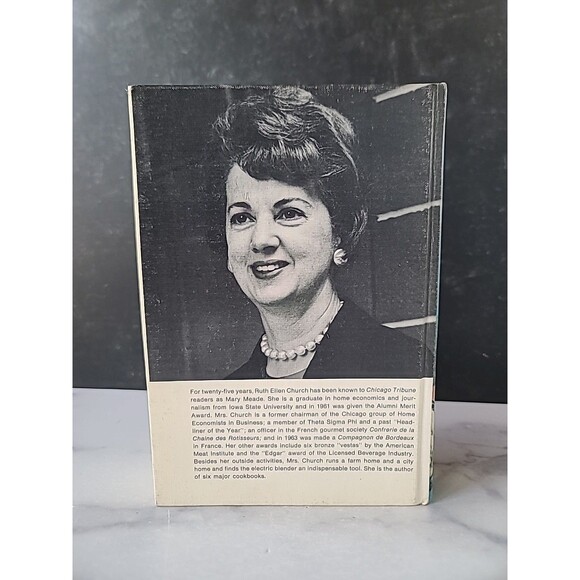 For twenty-five years, Ruth Ellen Church has been known to Chicago Tribune
readers as Mary Meade. She is a graduate in home economics and jour-
nalism from Iowa State University and in 1961 was given the Alumni Merit
Award. Mrs. Church is a former chairman of the Chicago group of Home
Economists in Business; a member of Theta Sigma Phi and a past "Head-
liner of the Year"; an officer in the French gourmet society Confrerie de la
Chaine des Rotisseurs; and in 1963 was made a Compagnon de Bordeaux
in France. Her other awards include six bronze "vestas" by the American
Meat Institute and the "Edgar" award of the Licensed Beverage Industry.
Besides her outside activities, Mrs. Church runs a farm home and a city
home and finds the electric blender an indispensable tool. She is the author
of six major cookbooks.